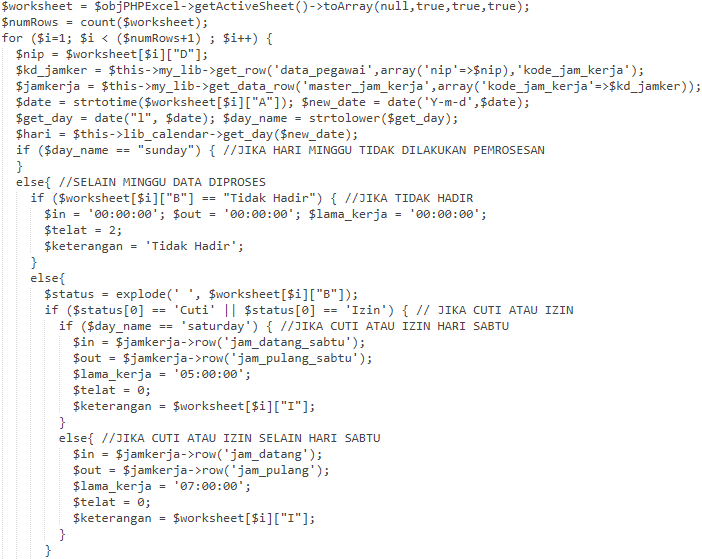 $worksheet = $objPHPExcel->getActiveSheet()->toArray(null,true,true,true);
$numRows = count($worksheet);
for ($i=1; $i < ($numRows+1) ; $i++) {
  $nip = $worksheet[$i]["D"];
  $kd_jamker = $this->my_lib->get_row('data_pegawai',array('nip'=>$nip),'kode_jam_kerja');
  $jamkerja = $this->my_lib->get_data_row('master_jam_kerja',array('kode_jam_kerja'=>$kd_jamker));
  $date = strtotime($worksheet[$i]["A"]); $new_date = date('Y-m-d',$date);
  $get_day = date("l", $date); $day_name = strtolower($get_day);
  $hari = $this->lib_calendar->get_day($new_date);
  if ($day_name == "sunday") { //JIKA HARI MINGGU TIDAK DILAKUKAN PEMROSESAN
  }
  else{ //SELAIN MINGGU DATA DIPROSES
    if ($worksheet[$i]["B"] == "Tidak Hadir") { //JIKA TIDAK HADIR
      $in = '00:00:00'; $out = '00:00:00'; $lama_kerja = '00:00:00';
      $telat = 2;
      $keterangan = 'Tidak Hadir';
    }
    else{
      $status = explode(' ', $worksheet[$i]["B"]);
      if ($status[0] == 'Cuti' || $status[0] == 'Izin') { // JIKA CUTI ATAU IZIN
        if ($day_name == 'saturday') { //JIKA CUTI ATAU IZIN HARI SABTU
          $in = $jamkerja->row('jam_datang_sabtu');
          $out = $jamkerja->row('jam_pulang_sabtu');
          $lama_kerja = '05:00:00';
          $telat = 0;
          $keterangan = $worksheet[$i]["I"];
        }
        else{ //JIKA CUTI ATAU IZIN SELAIN HARI SABTU
          $in = $jamkerja->row('jam_datang');
          $out = $jamkerja->row('jam_pulang');
          $lama_kerja = '07:00:00';
          $telat = 0;
          $keterangan = $worksheet[$i]["I"];
        }
      }